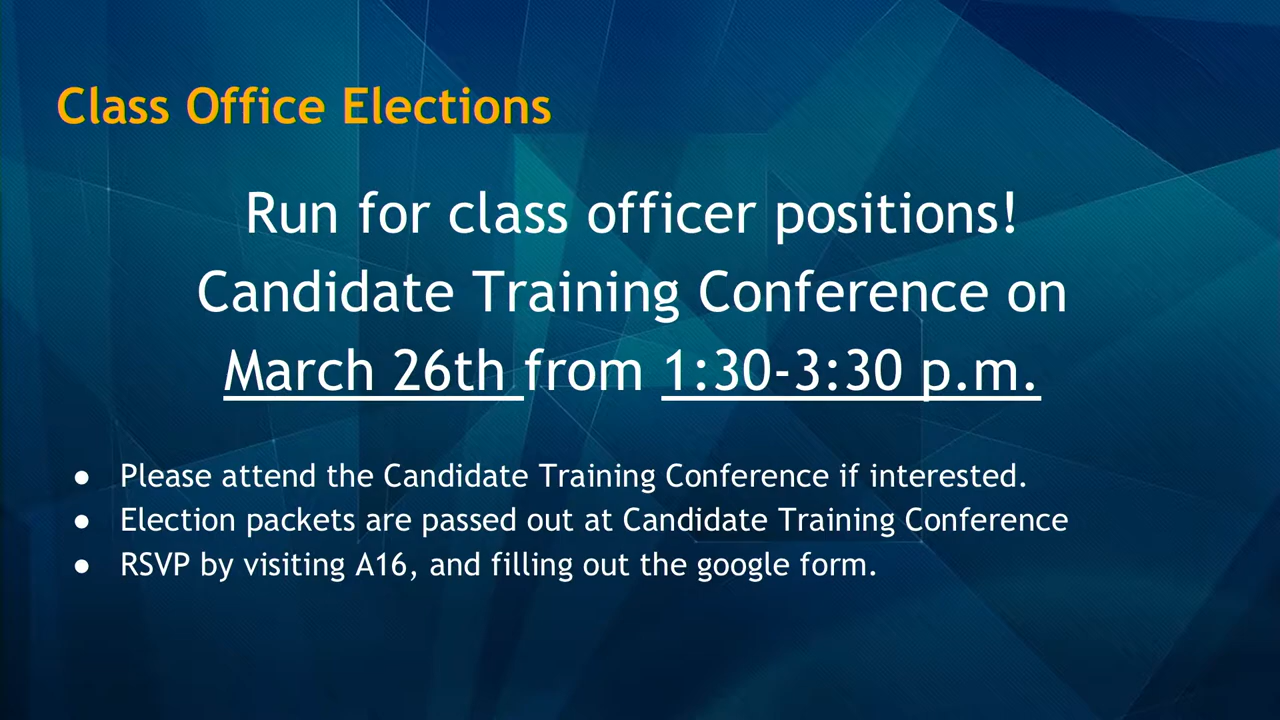 Class Office Elections
Run for class officer positions!
Candidate Training Conference on
March 26th from 1:30-3:30 p.m.
● Please attend the Candidate Training Conference if interested.
● Election packets are passed out at Candidate Training Conference
● RSVP by visiting A16, and filling out the google form.